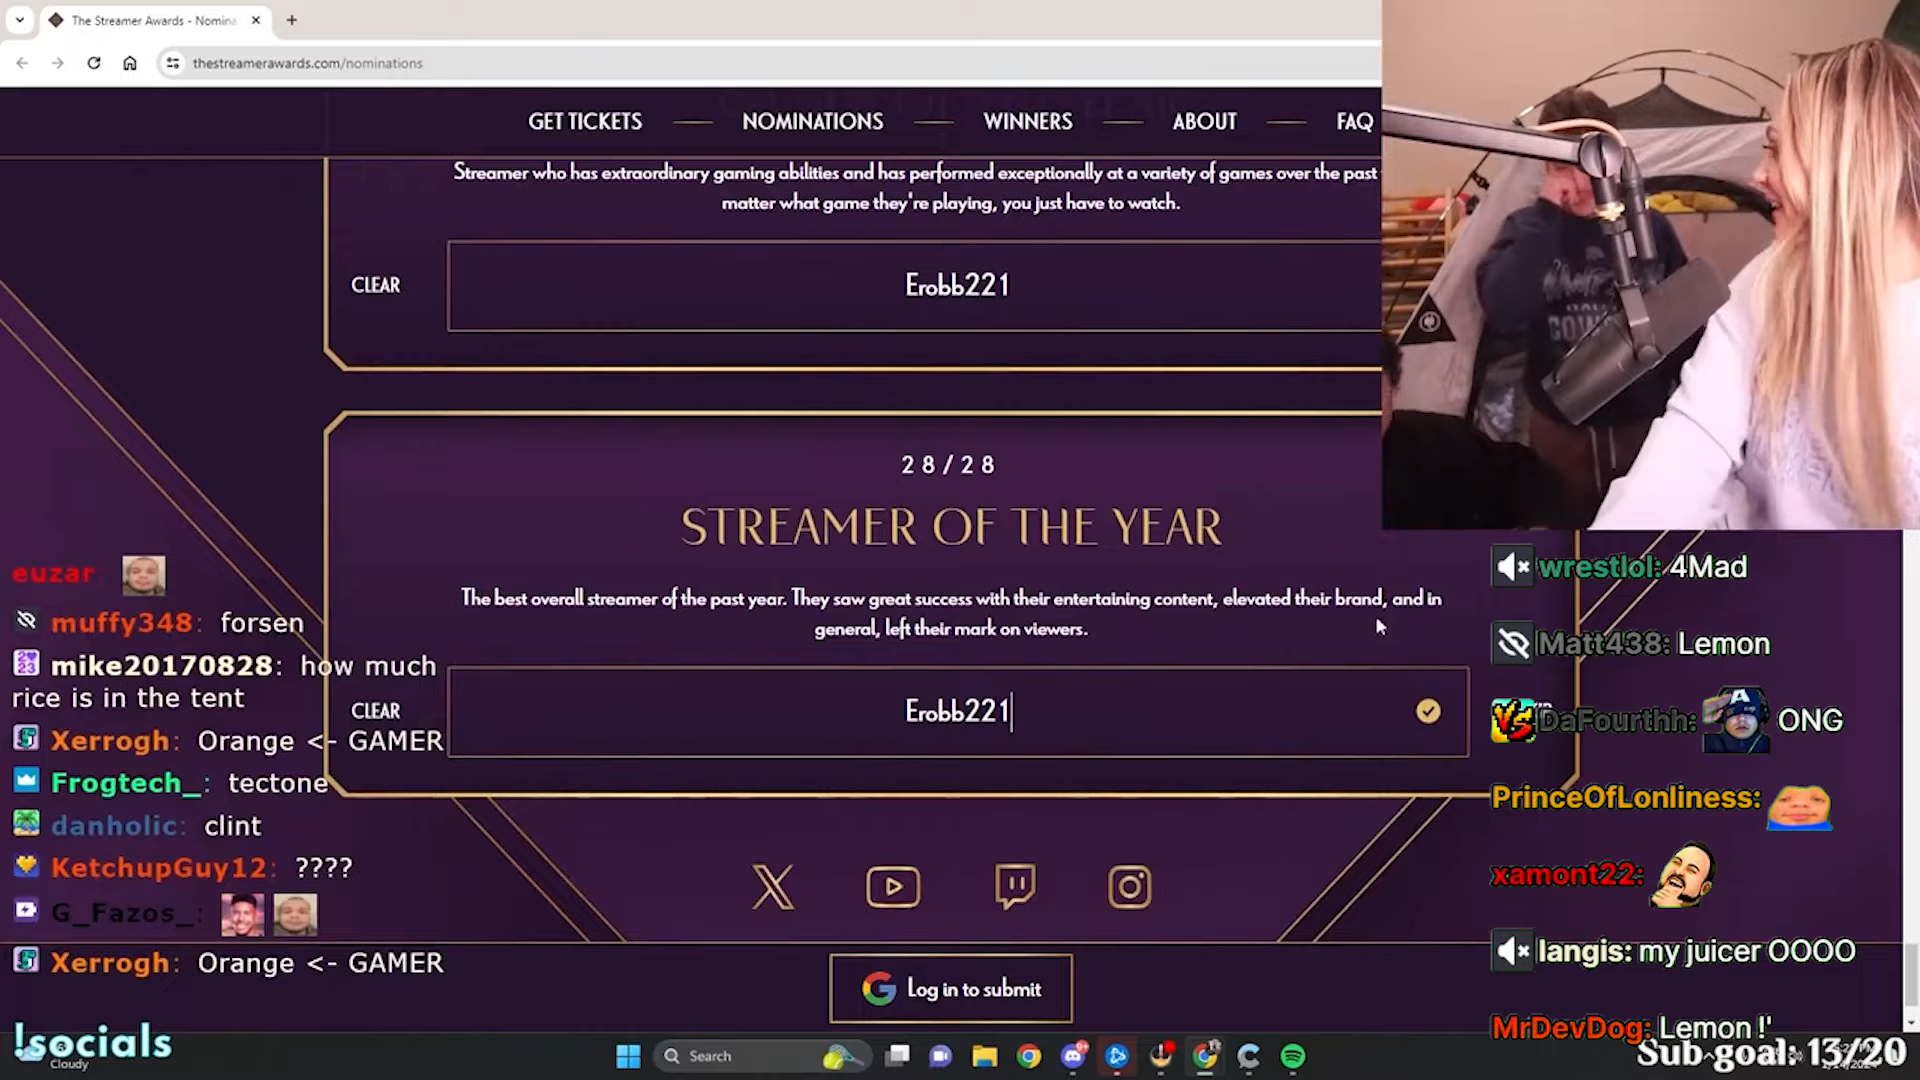 The Streamer Awards - Nomina
thestreamerawards.com/nominations
GET TICKETS
NOMINATIONS
WINNERS
ABOUT
FAQ
Streamer who has extraordinary gaming abilities and has performed exceptionally at a variety of games over the past
matter what game they're playing, you just have to watch.
CLEAR
Erobb221
28/28
STREAMER OF THE YEAR
The best overall streamer of the past year. They saw great success with their entertaining content, elevated their brand, and in
general, left their mark on viewers.
CLEAR
Erobb221
Log in to submit
euzar
muffy348: forsen
mike20170828: how much
rice is in the tent
Xerrogh: Orange <- GAMER
Frogtech_: tectone
danholic: clint
KetchupGuy12: ????
G_Fazos_:
Xerrogh: Orange <- GAMER
!socials
Cloudy
Search
wrestlol: 4Mad
Matt438: Lemon
DaFourthh: ONG
PrinceOfLonliness:
xamont22:
langis: my juicer OOOO
MrDevDog: Lemon !'
Sub goal: 13/20